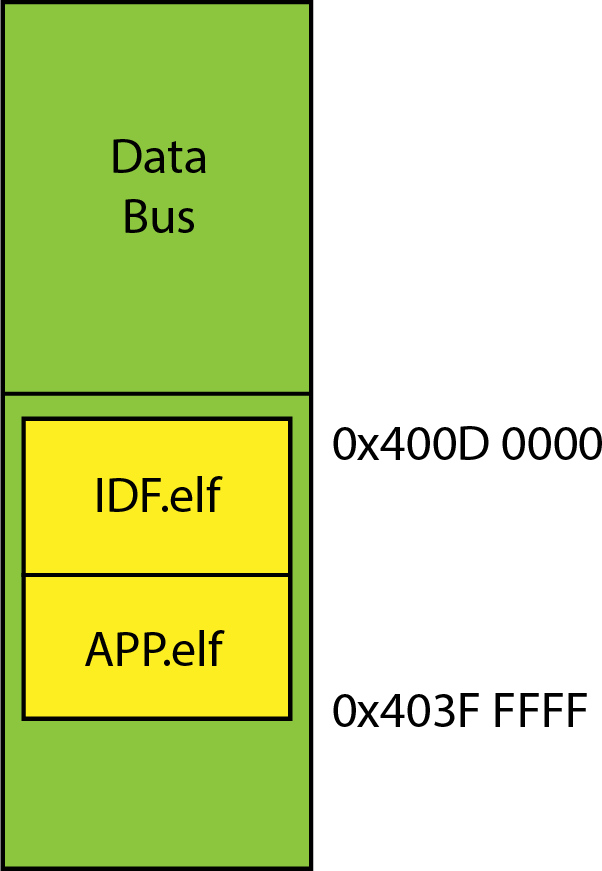 Data
Bus
0x400D 0000
IDF.elf
APP.elf
0x403F FFFF